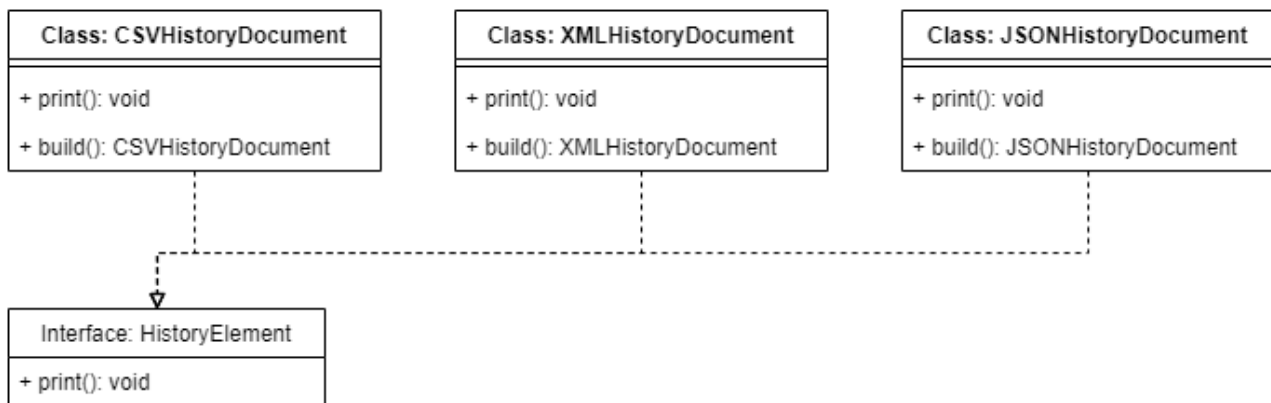 Class: CSVHistoryDocument
+ print(): void
+ build(): CSVHistoryDocument
Class: XMLHistoryDocument
+ print(): void
+ build(): XMLHistoryDocument
Class: JSONHistoryDocument
+ print(): void
+ build(): JSONHistoryDocument
Interface: HistoryElement
+ print(): void